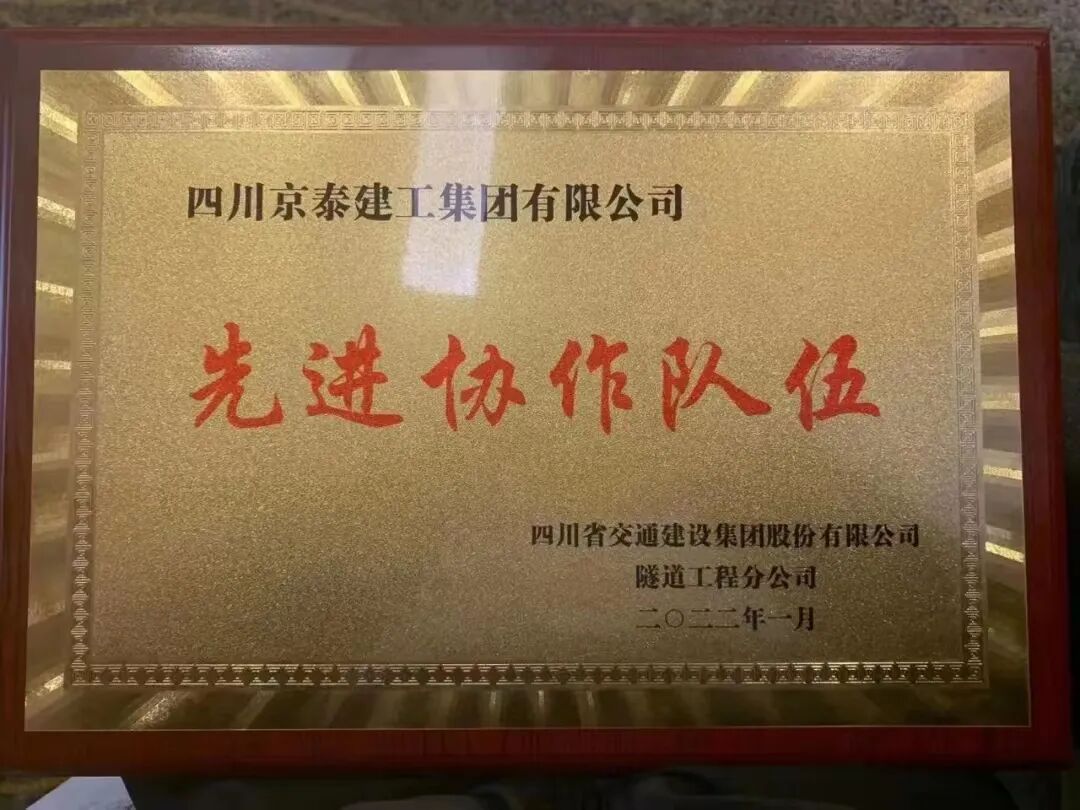 四川京泰建工集团有限公司
先进协作队伍
四川省交通建设集团股份有限公司
隧道工程分公司
二〇二二年一月